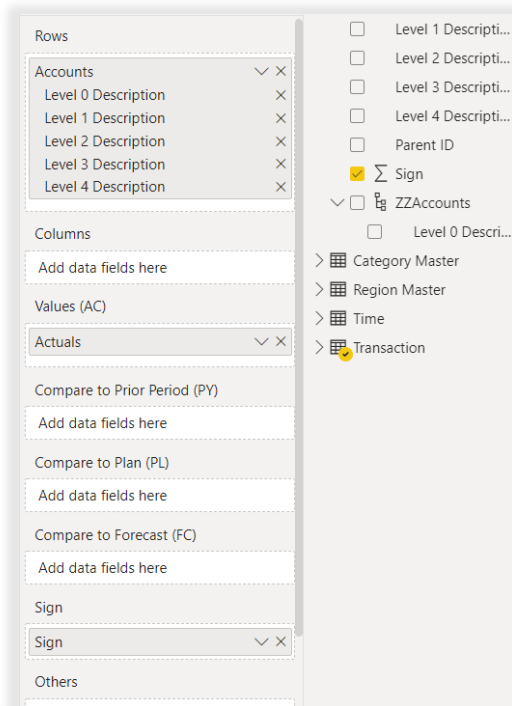 Rows
Accounts
Level 0 Description
Level 1 Description
Level 2 Description
Level 3 Description
Level 4 Description
Columns
Add data fields here
Values (AC)
Actuals
Compare to Prior Period (PY)
Add data fields here
Compare to Plan (PL)
Add data fields here
Compare to Forecast (FC)
Add data fields here
Sign
Sign
Others
Level 1 Descripti...
Level 2 Descripti...
Level 3 Descripti...
Level 4 Descripti...
Parent ID
∑ Sign
ZZAccounts
Level 0 Descri...
Category Master
Region Master
Time
Transaction